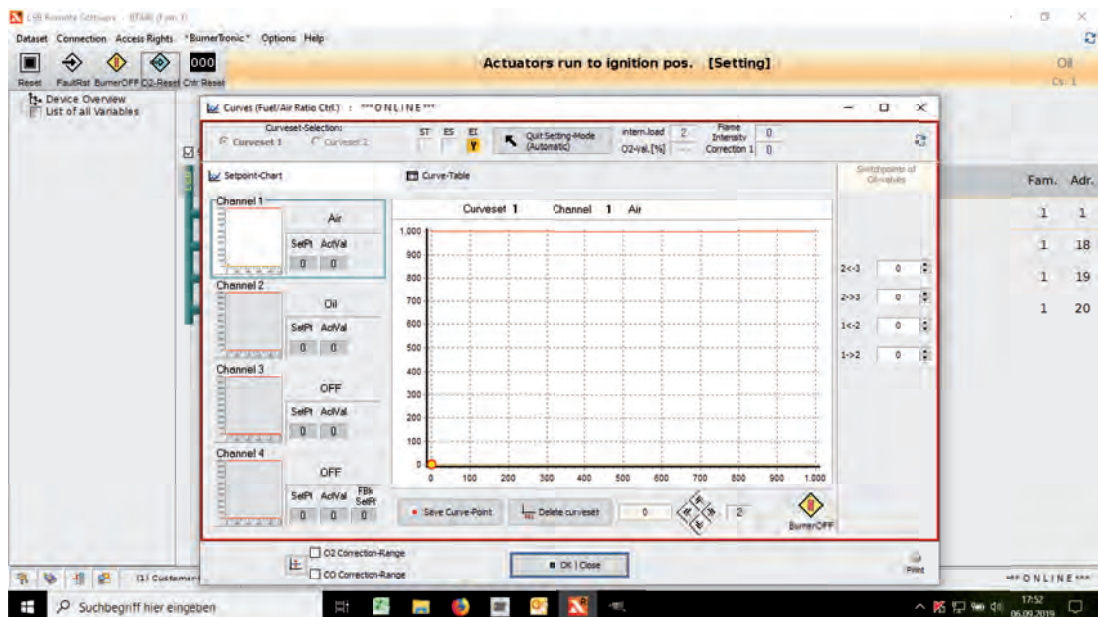 LSB Remote Software - BTABI (Fam 1)
Dataset Connection Access Rights *BurnerTronic* Options Help
Reset FaultRst BurnerOFF O2-Reset Cntr Reset
000
Actuators run to ignition pos. [Setting]
Oil
Cs: 1
Device Overview
List of all Variables
Curves (Fuel/Air Ratio Ctrl.) : ***ONLINE***
Curveset-Selection:
Curveset 1 Curveset 2
ST ES EI
Y
Quit Setting-Mode
(Automatic)
intern.load 2
O2-Val.[%]
Flame
Intensity 0
Correction 1 0
Setpoint-Chart
Curve-Table
Switchpoints of
Oil-valves
Fam. Adr.
1 1
1 18
1 19
1 20
Channel 1
Air
SetPt ActVal
0 0
Channel 2
Oil
SetPt ActVal
0 0
Channel 3
OFF
SetPt ActVal
0 0
Channel 4
OFF
SetPt ActVal FBk
SetPt
0 0 0
Curveset 1 Channel 1 Air
1,000
900
800
700
600
500
400
300
200
100
0
0 100 200 300 400 500 600 700 800 900 1.000
2<-3 0
2->3 0
1<-2 0
1->2 0
Save Curve-Point
Delete curveset
0
2
BurnerOFF
O2 Correction-Range
CO Correction-Range
OK | Close
Print
(1) Customer
***ONLINE***
Suchbegriff hier eingeben
17:52
06.09.2019